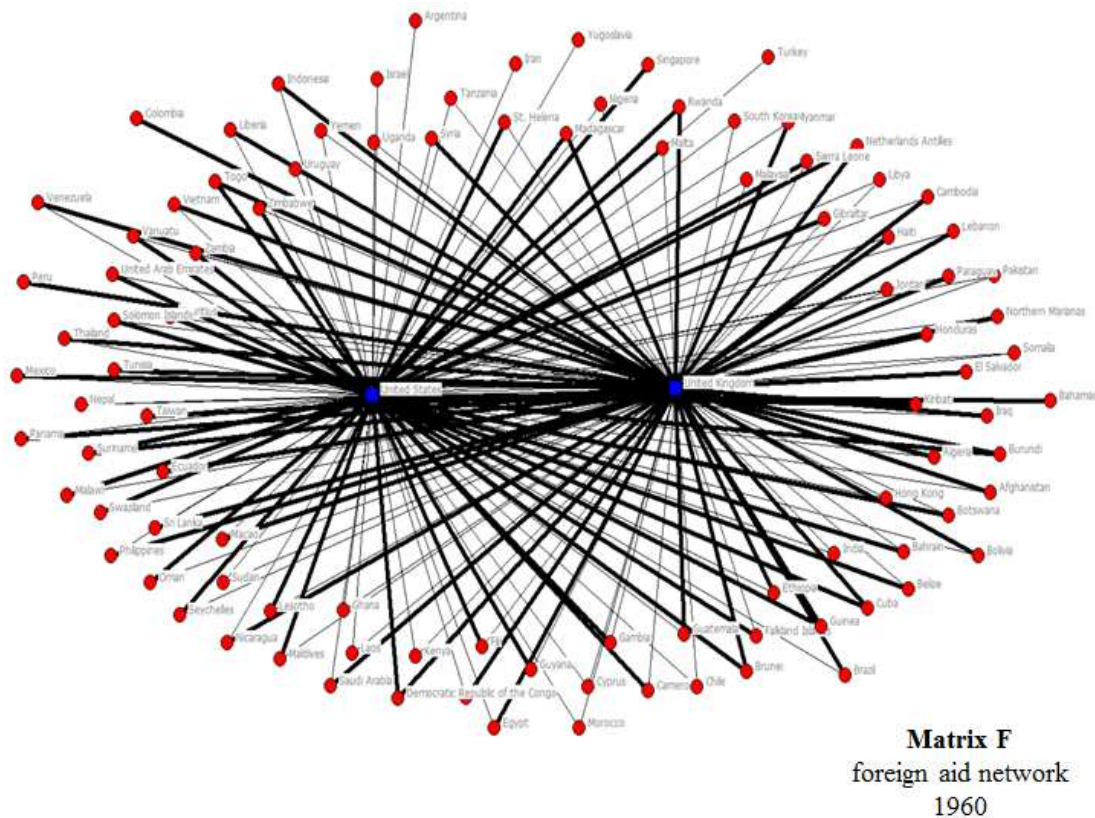 Argentina
Yugoslavia
Iran
Singapore
Turkey
Israel
Indonese
Tanzania
Nigeria
Rwanda
Colombia
Liberia
Yemen
Uganda
Syria
St. Helena
Madagascar
Malta
South Korea
Myanmar
Netherlands Antilles
Sierra Leone
Uruguay
Togo
Malaysa
Libya
Cambodia
Venezuela
Vietnam
Zimbabwe
Gibraltar
Haiti
Lebanon
Vanuatu
Zambia
Peru
United Arab Emirates
Jordan
Paraguay
Pakistan
Solomon Islands
Northern Marianas
Thailand
Honduras
Somalia
Mexico
Tunisia
United States
United Kingdom
El Salvador
Nepal
Taiwan
Kiribati
Iraq
Bahamas
Panama
Suriname
Algeria
Burundi
Ecuador
Malawi
Swaziland
Hong Kong
Botswana
Afghanistan
Sri Lanka
Macao
Philippines
India
Bahrain
Bolivia
Oman
Sudan
Ethiopia
Belize
Seychelles
Lesotho
Ghana
Cuba
Guinea
Nicaragua
Maldives
Laos
Kenya
Fiji
Gambia
Guatemala
Falkland Islands
Saudi Arabia
Democratic Republic of the Congo
Guyana
Cyprus
Cameroo
Chile
Brunei
Brazil
Egypt
Morocco
Matrix F
foreign aid network
1960